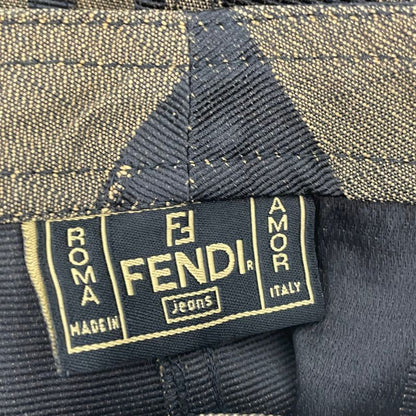 ROMA
MADE IN
FF
FENDI R
Jeans
AMOR
ITALY